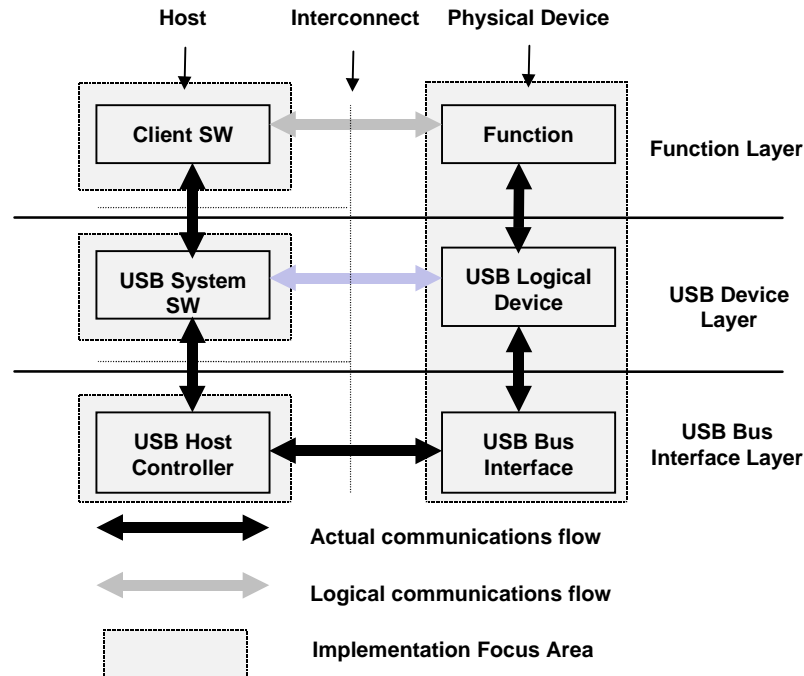 Host
Interconnect
Physical Device
Client SW
Function
Function Layer
USB System
SW
USB Logical
Device
USB Device
Layer
USB Host
Controller
USB Bus
Interface
USB Bus
Interface Layer
Actual communications flow
Logical communications flow
Implementation Focus Area